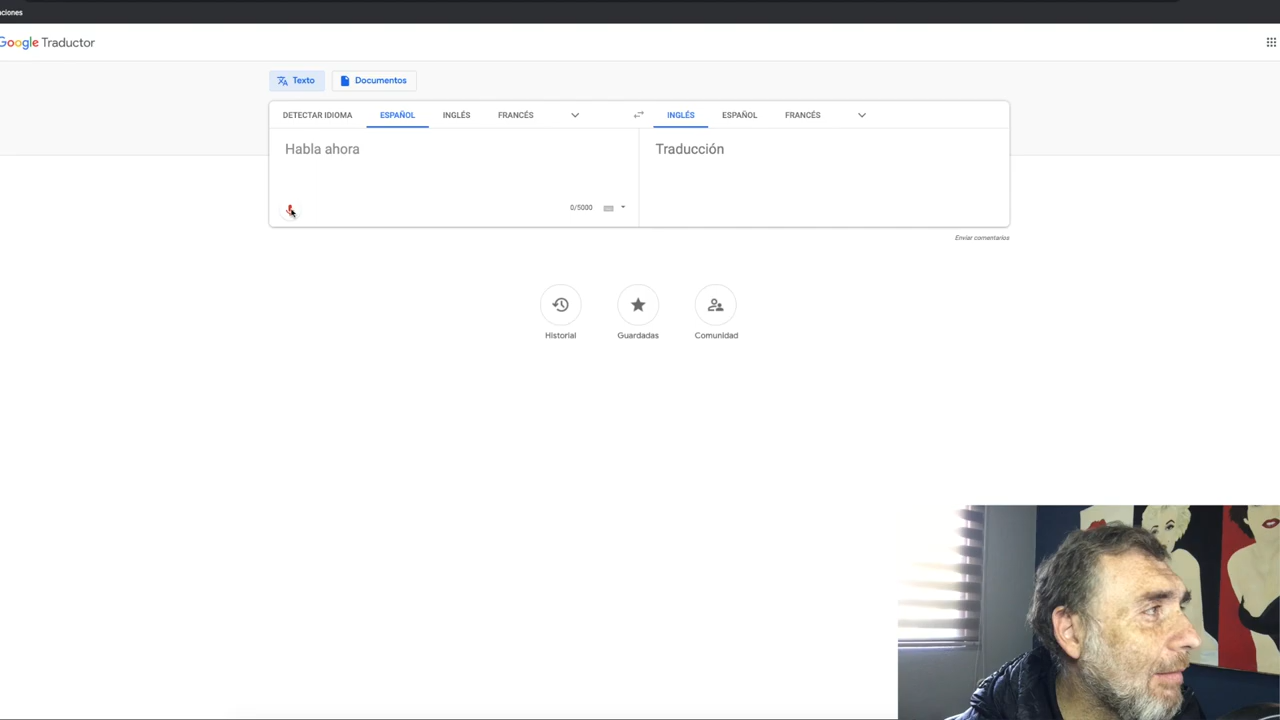 Google Traductor
Texto
Documentos
DETECTAR IDIOMA ESPAÑOL INGLÉS FRANCÉS
INGLÉS ESPAÑOL FRANCÉS
Habla ahora
Traducción
0/5000
Enviar comentarios
Historial
Guardadas
Comunidad